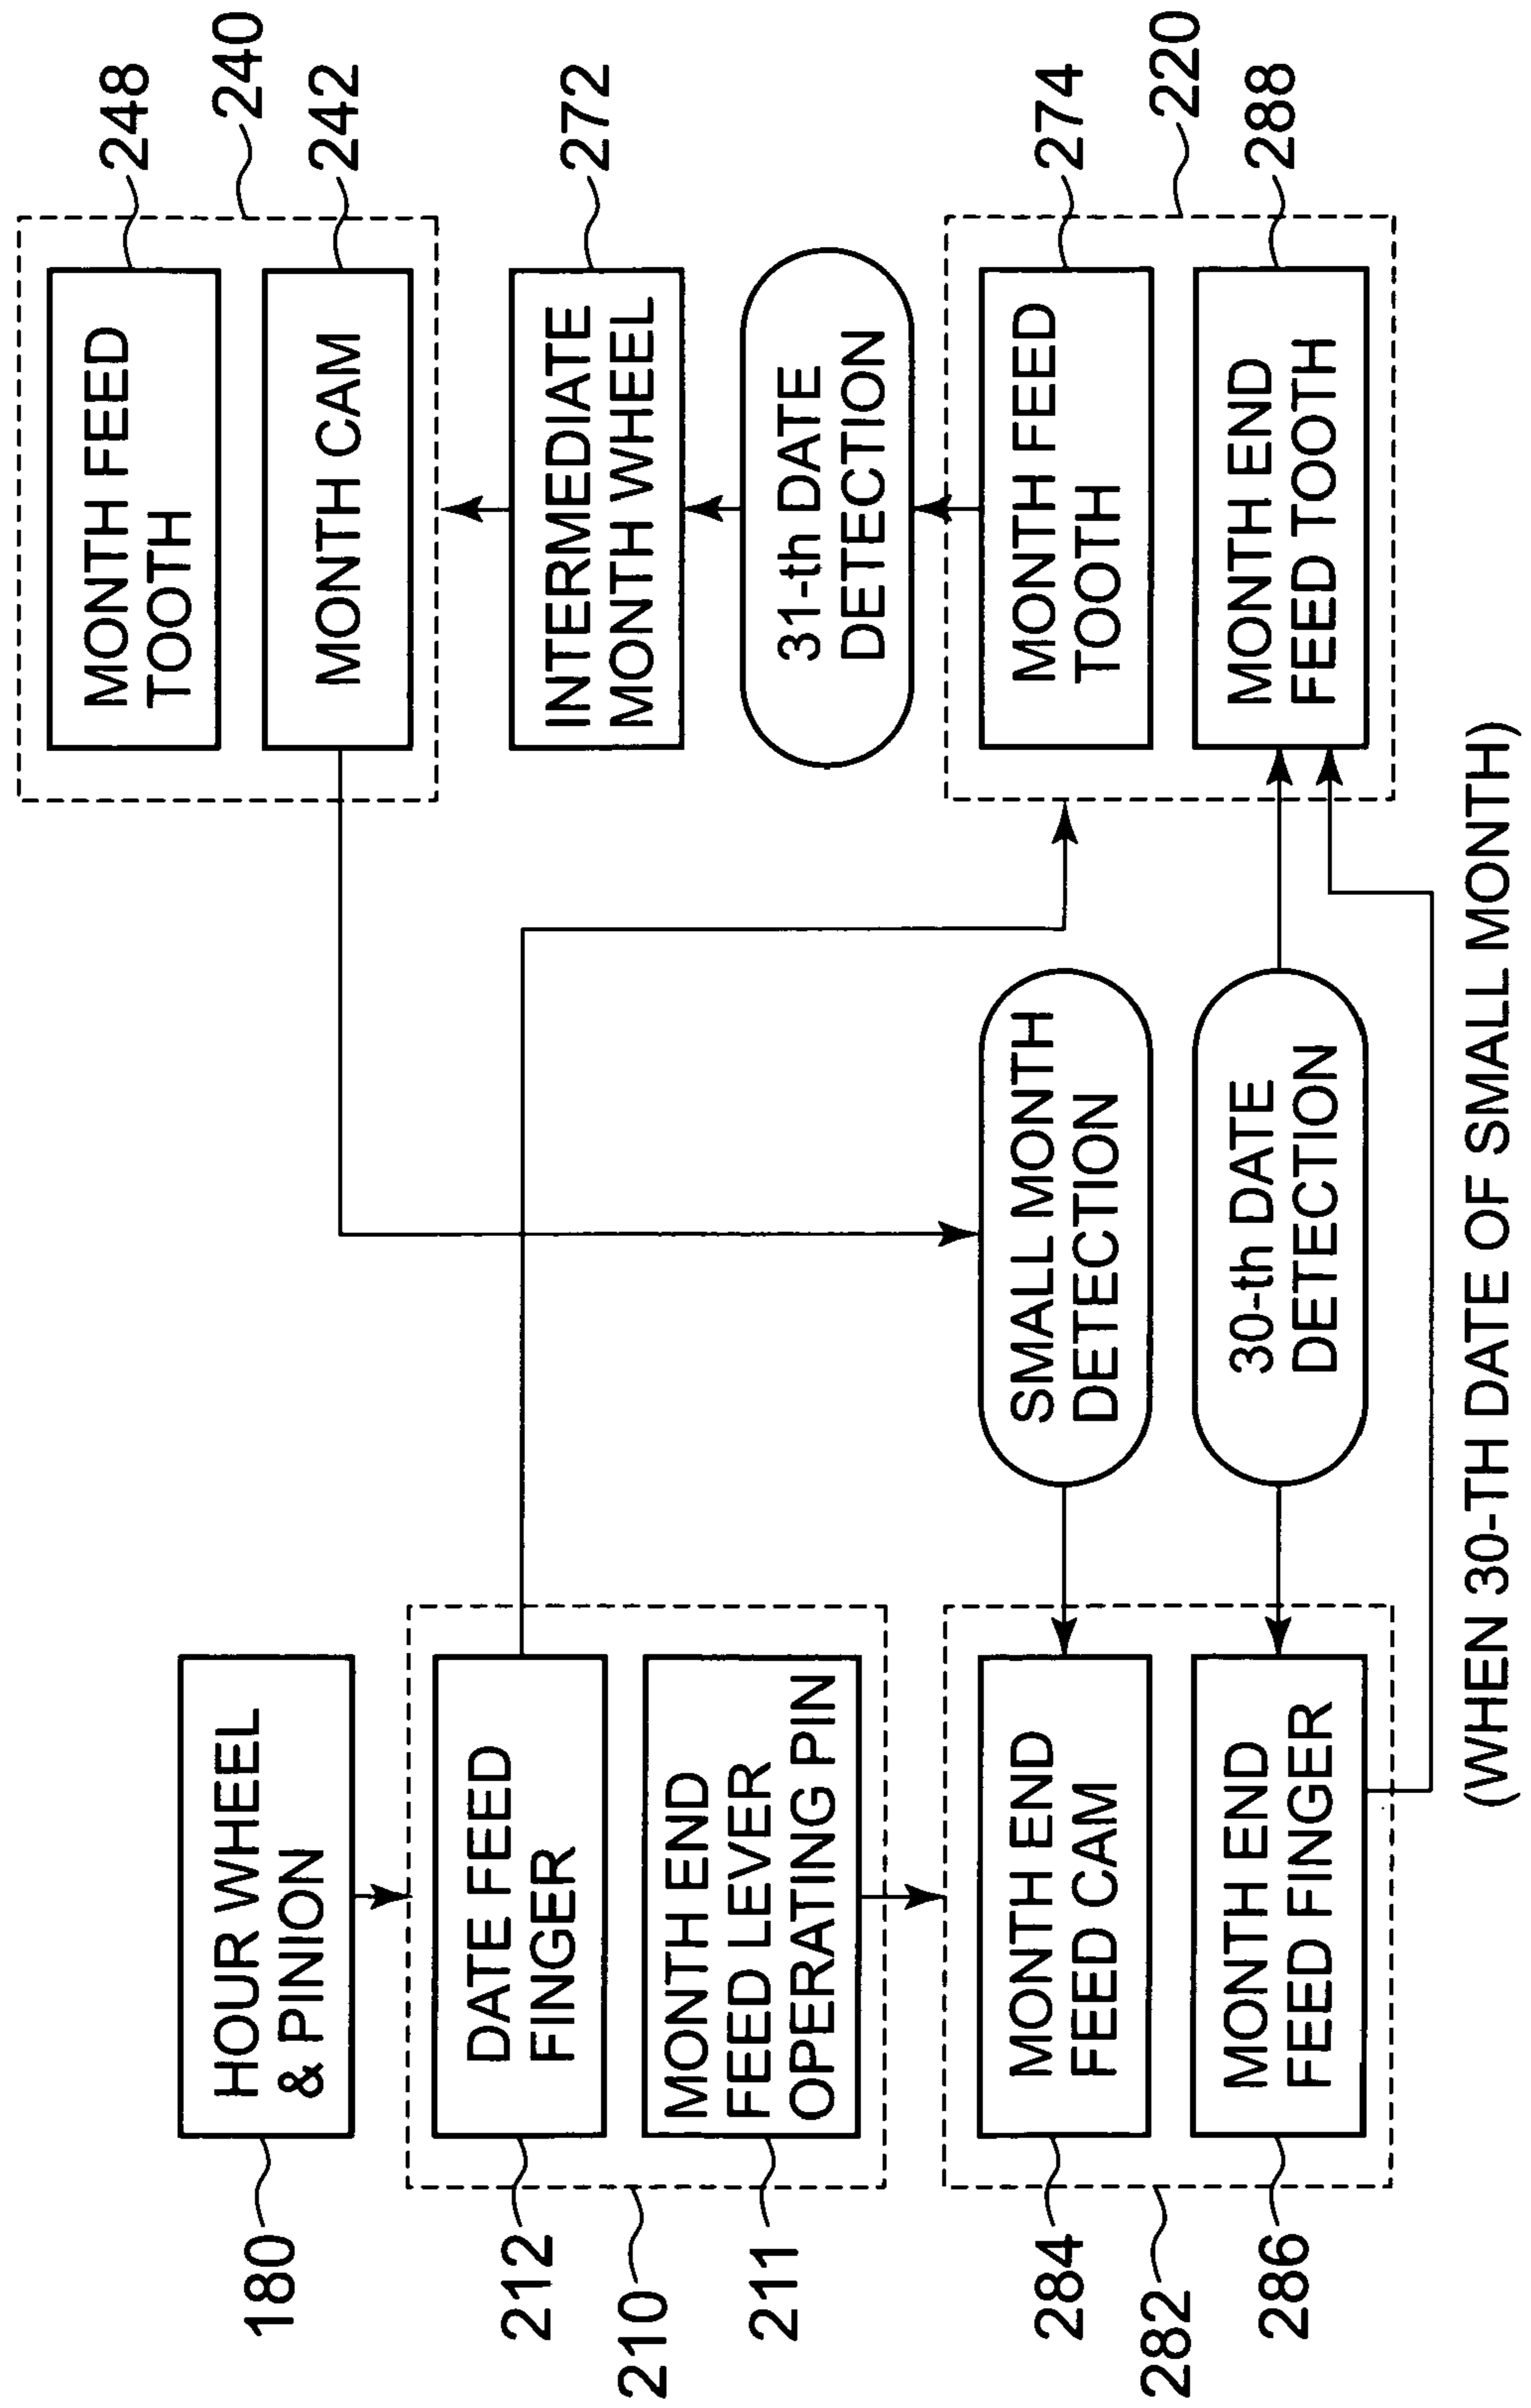 180
HOUR WHEEL
& PINION
212
DATE FEED
FINGER
210
211
MONTH END
FEED LEVER
OPERATING PIN
284
MONTH END
FEED CAM
282
286
MONTH END
FEED FINGER
SMALL MONTH
DETECTION
30-th DATE
DETECTION
(WHEN 30-TH DATE OF SMALL MONTH)
MONTH FEED
TOOTH
248
240
MONTH CAM
242
INTERMEDIATE
MONTH WHEEL
272
31-th DATE
DETECTION
MONTH FEED
TOOTH
274
220
MONTH END
FEED TOOTH
288